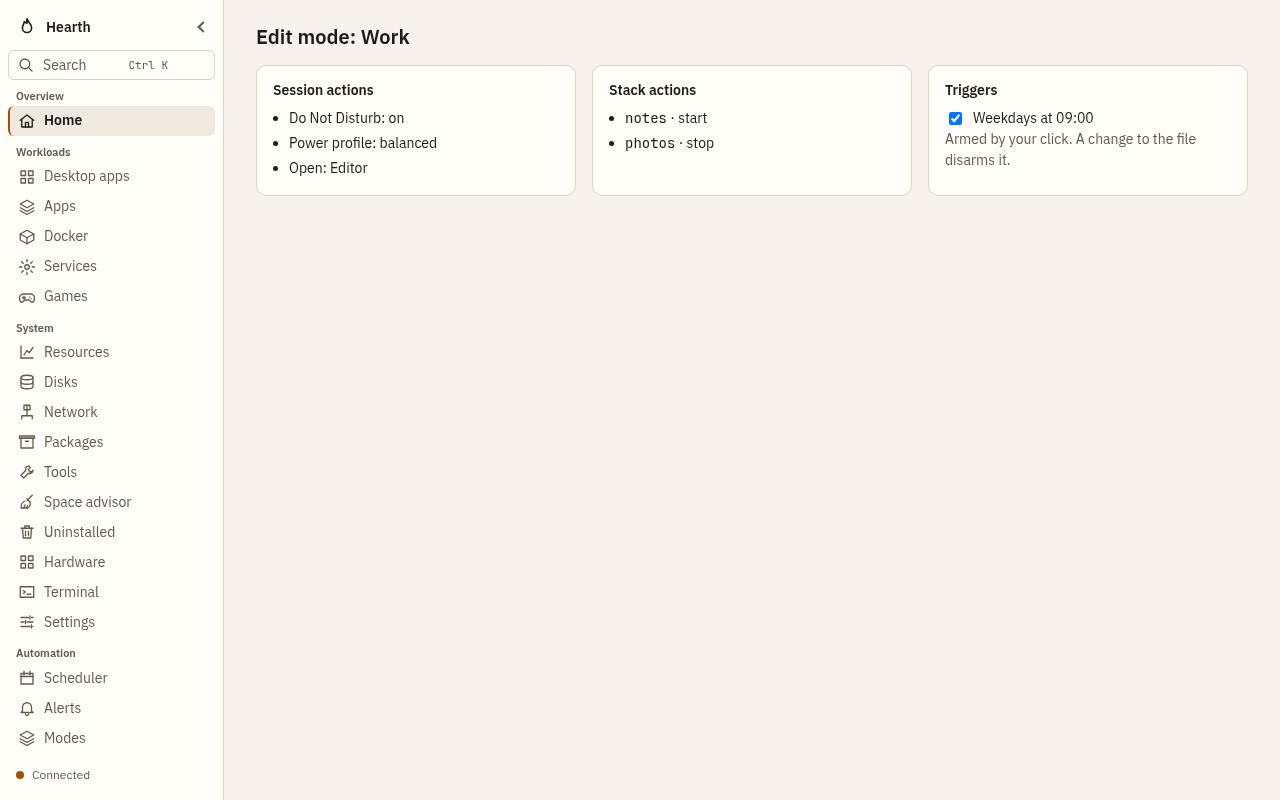 Hearth
Search Ctrl K
Overview
Home
Workloads
Desktop apps
Apps
Docker
Services
Games
System
Resources
Disks
Network
Packages
Tools
Space advisor
Uninstalled
Hardware
Terminal
Settings
Automation
Scheduler
Alerts
Modes
Connected
Edit mode: Work
Session actions
Do Not Disturb: on
Power profile: balanced
Open: Editor
Stack actions
notes · start
photos · stop
Triggers
Weekdays at 09:00
Armed by your click. A change to the file
disarms it.